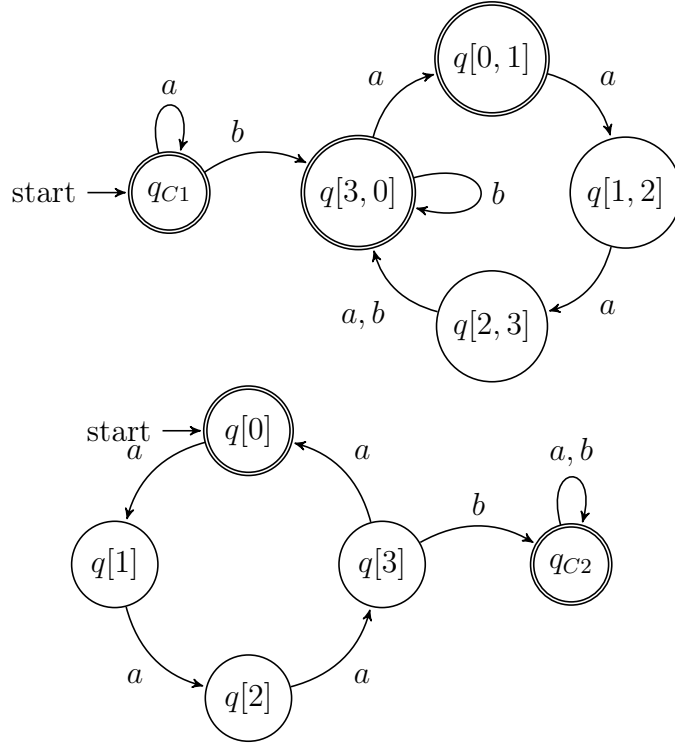 q[0, 1]
a
a
a
b
start
q_{C1}
q[3, 0]
b
q[1, 2]
a, b
q[2, 3]
a
start
q[0]
a
a
a, b
b
q[1]
q[3]
q_{C2}
a
q[2]
a